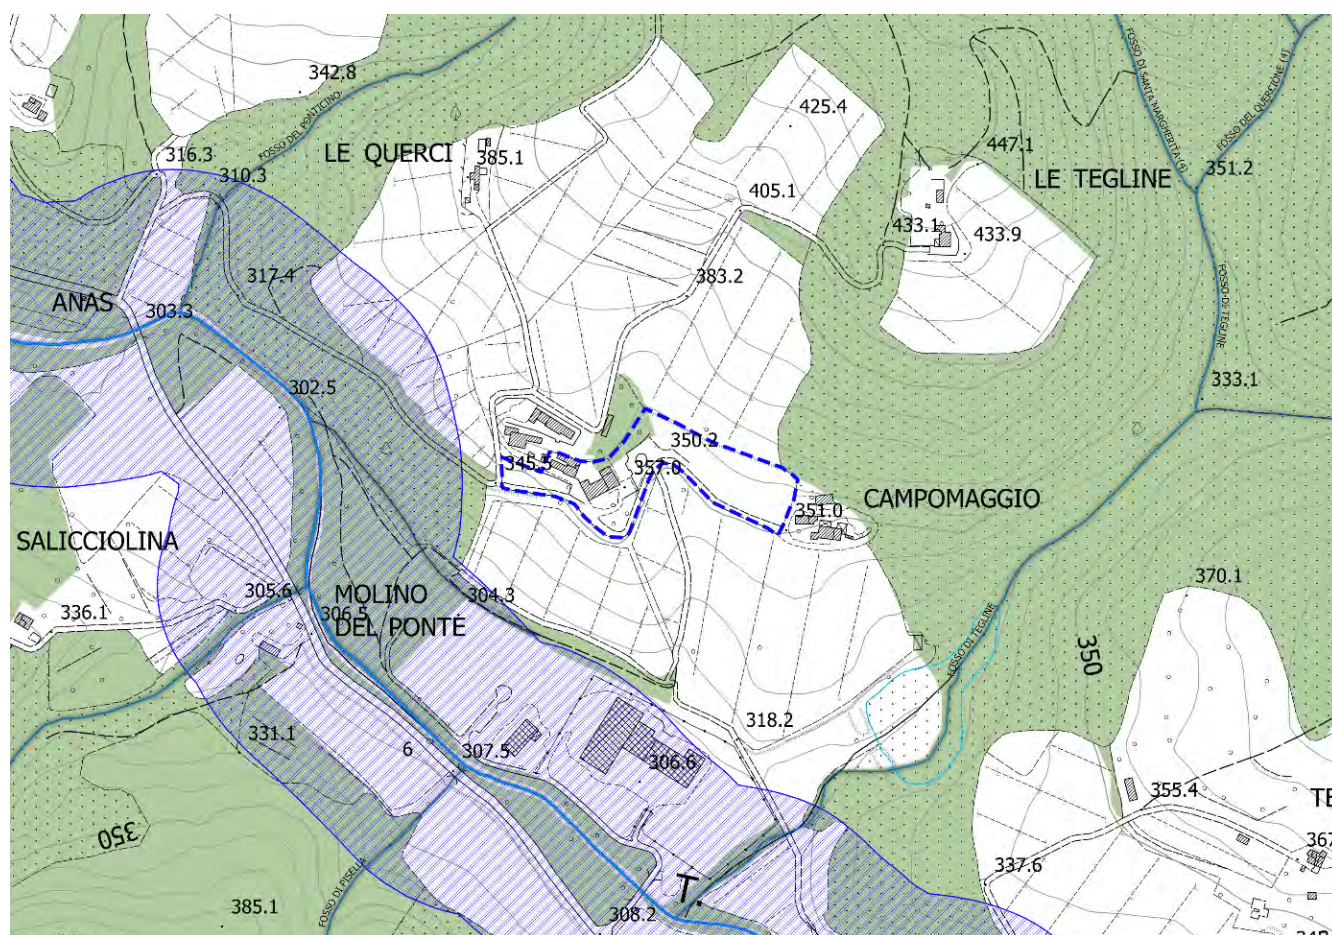 342.8
FOSSO DEL PONTICINO
425.4
FOSSO DI SANTA MARGHERITA (4)
FOSSO DEL QUERCIONE (4)
316.3
LE QUERCI
385.1
447.1
351.2
310.3
405.1
LE TEGLINE
433.1
433.9
317.4
383.2
ANAS
303.3
FOSSO DI TEGLINE
302.5
333.1
350.2
345.5
357.0
351.0
CAMPOMAGGIO
SALICCIOLINA
305.6
MOLINO
DEL PONTE
304.3
370.1
336.1
306.5
FOSSO DI TEGLINE
350
331.1
6
307.5
318.2
306.6
355.4
TE
350
367
337.6
FOSSO DI PISELLA
385.1
T.
308.2